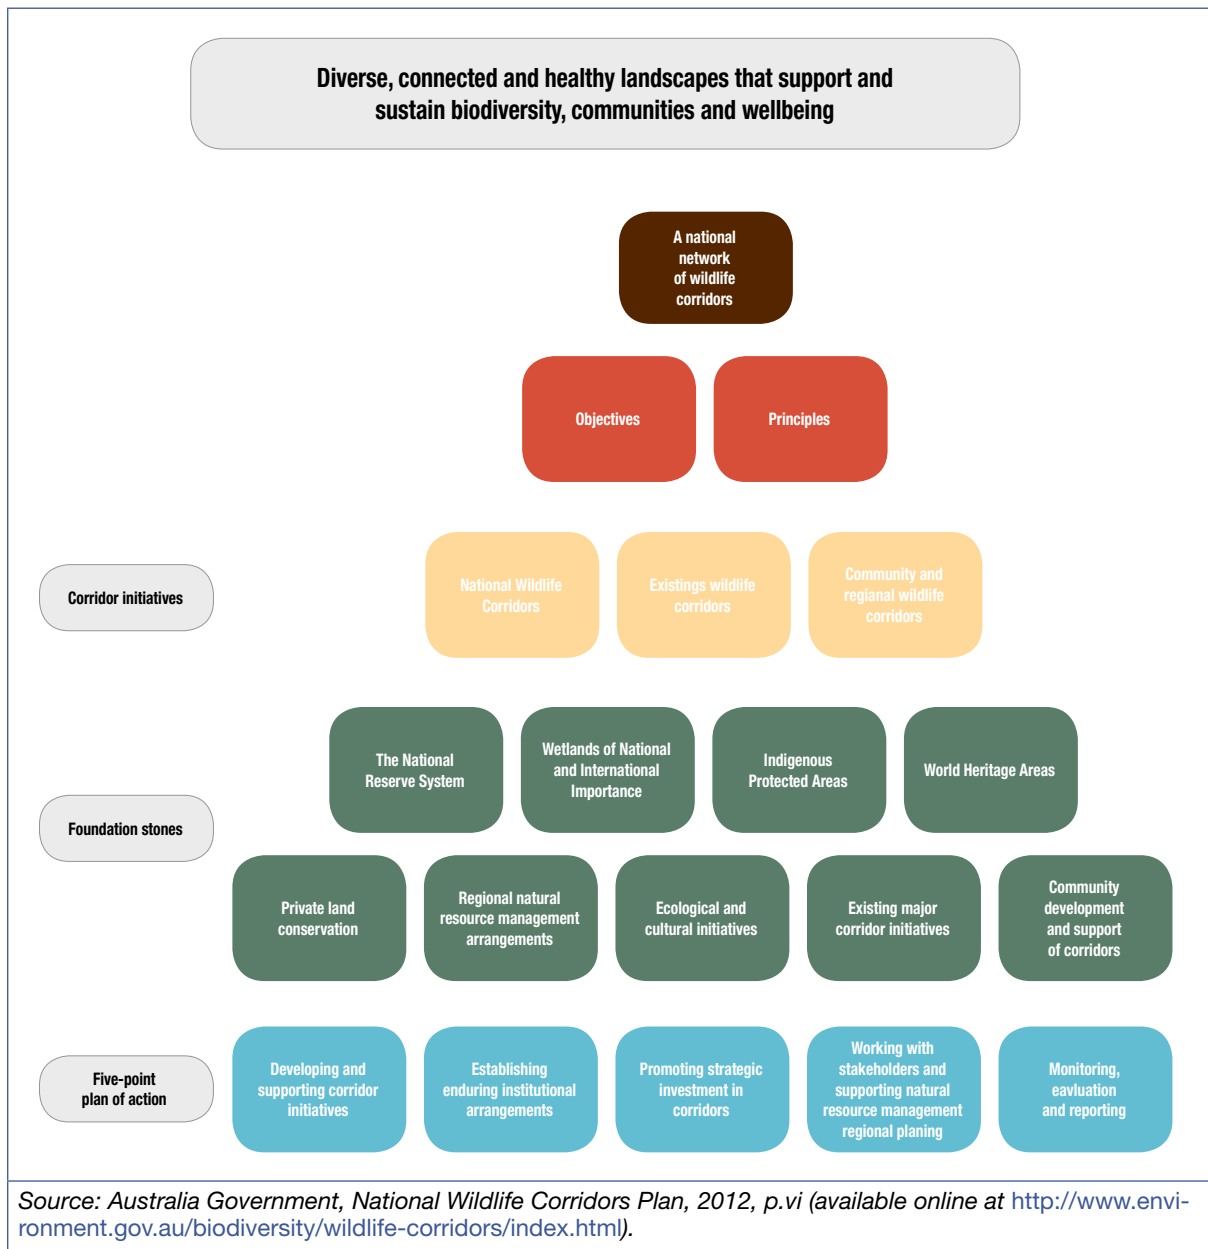 Diverse, connected and healthy landscapes that support and
sustain biodiversity, communities and wellbeing
A national
network
of wildlife
corridors
Objectives
Principles
Corridor initiatives
National Wildlife
Corridors
Existings wildlife
corridors
Community and
regianal wildlife
corridors
Foundation stones
The National
Reserve System
Wetlands of National
and International
Importance
Indigenous
Protected Areas
World Heritage Areas
Private land
conservation
Regional natural
resource management
arrangements
Ecological and
cultural initiatives
Existing major
corridor initiatives
Community
development
and support
of corridors
Five-point
plan of action
Developing and
supporting corridor
initiatives
Establishing
enduring institutional
arrangements
Promoting strategic
investment in
corridors
Working with
stakeholders and
supporting natural
resource management
regional planing
Monitoring,
eavluation
and reporting
Source: Australia Government, National Wildlife Corridors Plan, 2012, p.vi (available online at http://www.envi-
ronment.gov.au/biodiversity/wildlife-corridors/index.html).